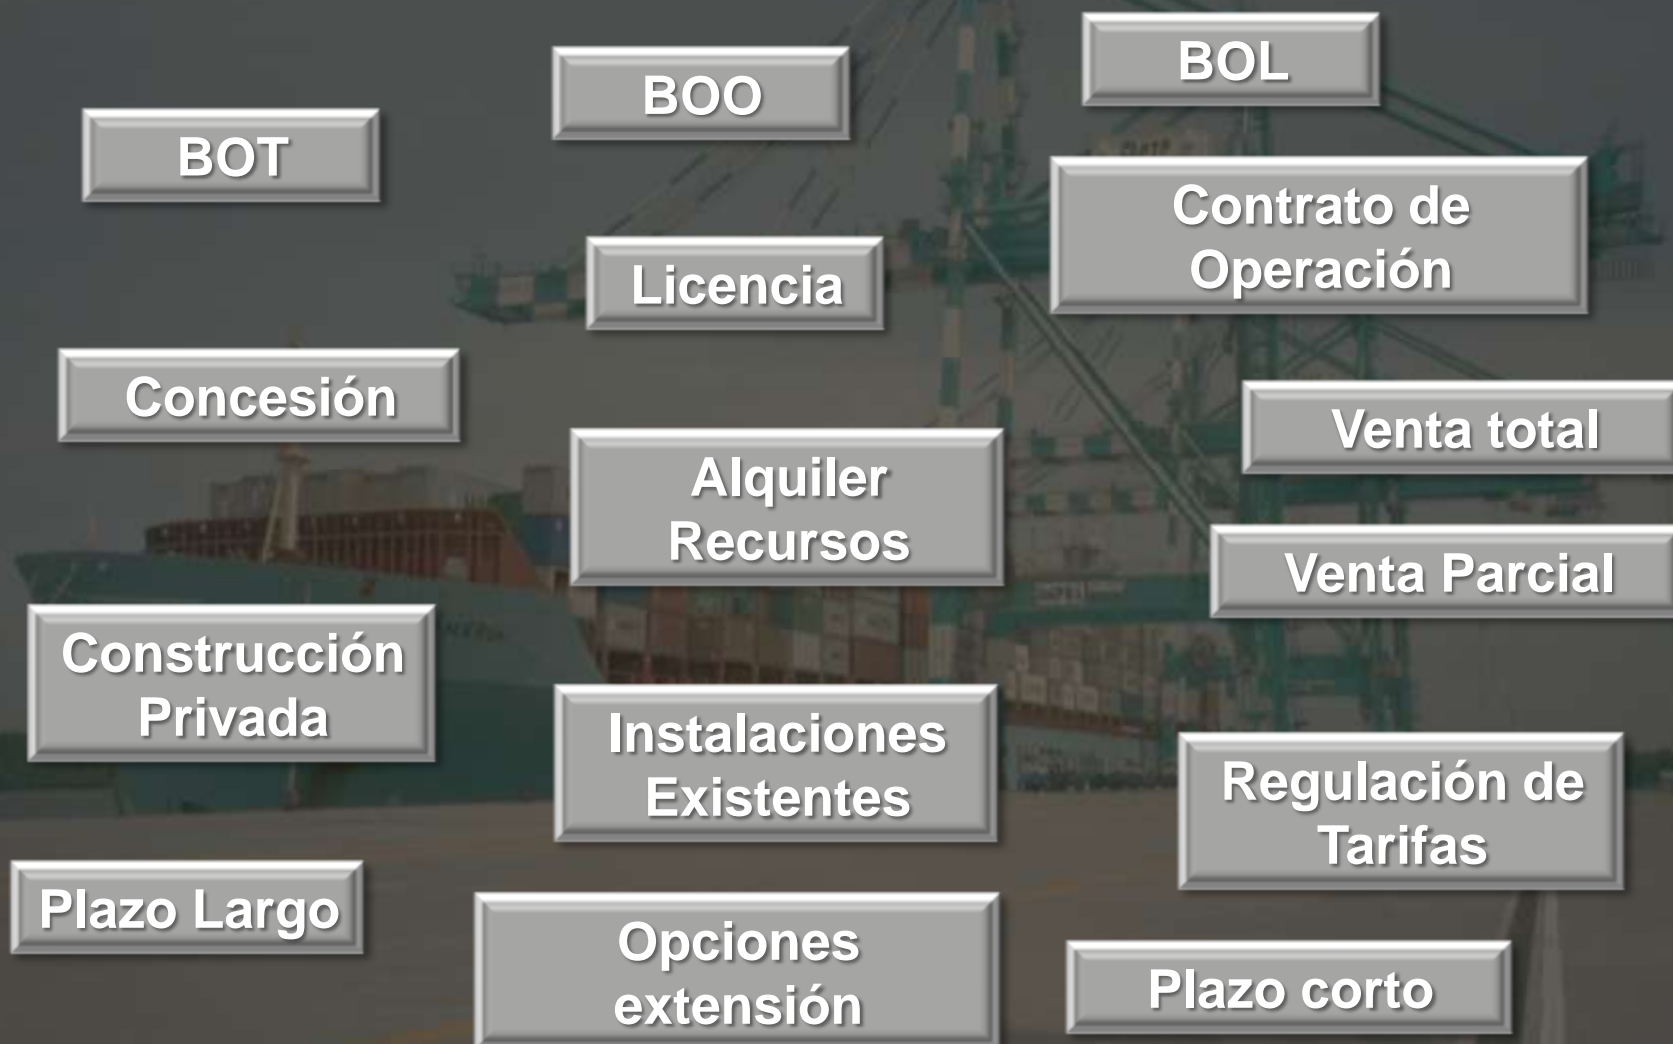 BOL
BOO
BOT
Contrato de
Operación
Licencia
Concesión
Venta total
Alquiler
Recursos
Venta Parcial
Construcción
Privada
Instalaciones
Existentes
Regulación de
Tarifas
Plazo Largo
Opciones
extensión
Plazo corto